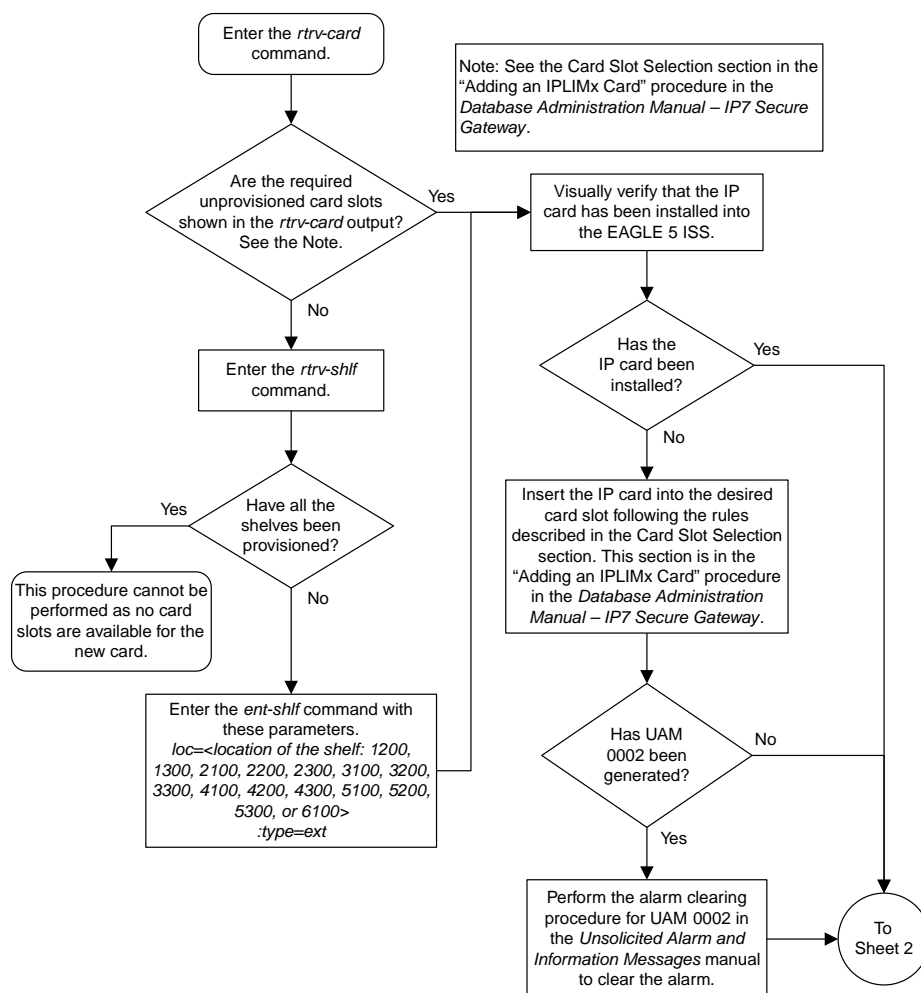 Enter the rtrv-card
command.
Note: See the Card Slot Selection section in the
“Adding an IPLIMx Card” procedure in the
Database Administration Manual – IP7 Secure
Gateway.
Are the required
unprovisioned card slots
shown in the rtrv-card output?
See the Note.
Yes
No
Enter the rtrv-shlf
command.
Have all the
shelves been
provisioned?
Yes
This procedure cannot be
performed as no card
slots are available for the
new card.
No
Enter the ent-shlf command with
these parameters.
loc=<location of the shelf: 1200,
1300, 2100, 2200, 2300, 3100, 3200,
3300, 4100, 4200, 4300, 5100, 5200,
5300, or 6100>
:type=ext
Visually verify that the IP
card has been installed into
the EAGLE 5 ISS.
Has the
IP card been
installed?
Yes
No
Insert the IP card into the desired
card slot following the rules
described in the Card Slot Selection
section. This section is in the
“Adding an IPLIMx Card” procedure
in the Database Administration
Manual – IP7 Secure Gateway.
Has UAM
0002 been
generated?
No
Yes
Perform the alarm clearing
procedure for UAM 0002 in
the Unsolicited Alarm and
Information Messages manual
to clear the alarm.
To
Sheet 2